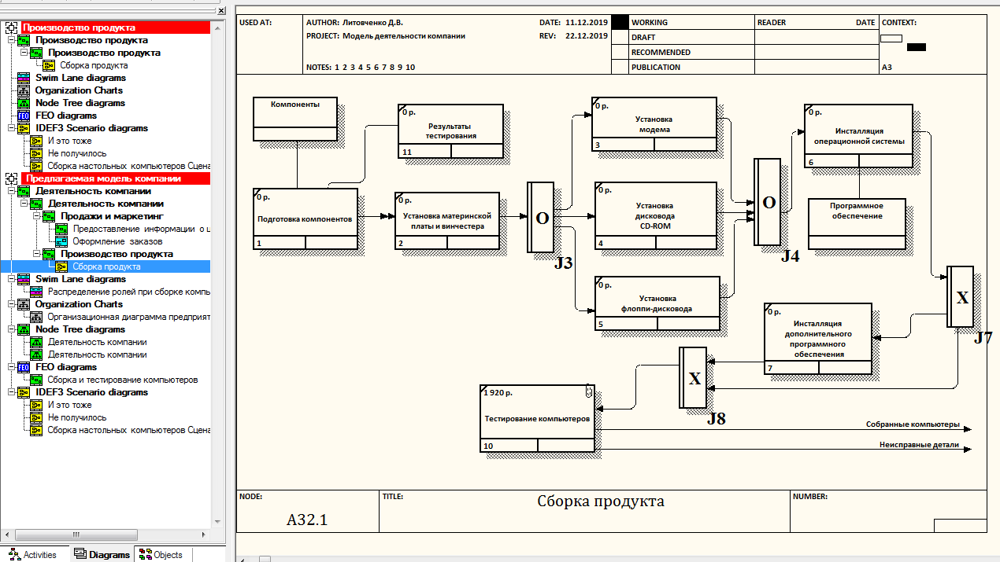 Производство продукта
Производство продукта
Производство продукта
Сборка продукта
Swim Lane diagrams
Organization Charts
Node Tree diagrams
FEO diagrams
IDEF3 Scenario diagrams
И это тоже
Не получилось
Сборка настольных компьютеров Сцена
Предлагаемая модель компании
Деятельность компании
Деятельность компании
Продажи и маркетинг
Предоставление информации о ц
Оформление заказов
Производство продукта
Сборка продукта
Swim Lane diagrams
Распределение ролей при сборке компь
Organization Charts
Организационная диаграмма предприят
Node Tree diagrams
Деятельность компании
Деятельность компании
FEO diagrams
Сборка и тестирование компьютеров
IDEF3 Scenario diagrams
И это тоже
Не получилось
Сборка настольных компьютеров Сцена
Activities Diagrams Objects
USED AT:
AUTHOR: Литовченко Д.В.
PROJECT: Модель деятельности компании
DATE: 11.12.2019
REV: 22.12.2019
NOTES: 1 2 3 4 5 6 7 8 9 10
WORKING
DRAFT
RECOMMENDED
PUBLICATION
READER DATE
CONTEXT:
A3
Компоненты
0 р.
Результаты
тестирования
11
0 р.
Подготовка компонентов
1
0 р.
Установка материнской
платы и винчестера
2
O
J3
0 р.
Установка
модема
3
0 р.
Установка
дисковода
CD-ROM
4
0 р.
Установка
флоппи-дисковода
5
O
J4
0 р.
Инсталляция
операционной системы
6
Программное
обеспечение
X
J7
0 р.
Инсталляция
дополнительного
программного
обеспечения
7
X
J8
1 920 р.
Тестирование компьютеров
10
Собранные компьютеры
Неисправные детали
NODE:
A32.1
TITLE:
Сборка продукта
NUMBER: